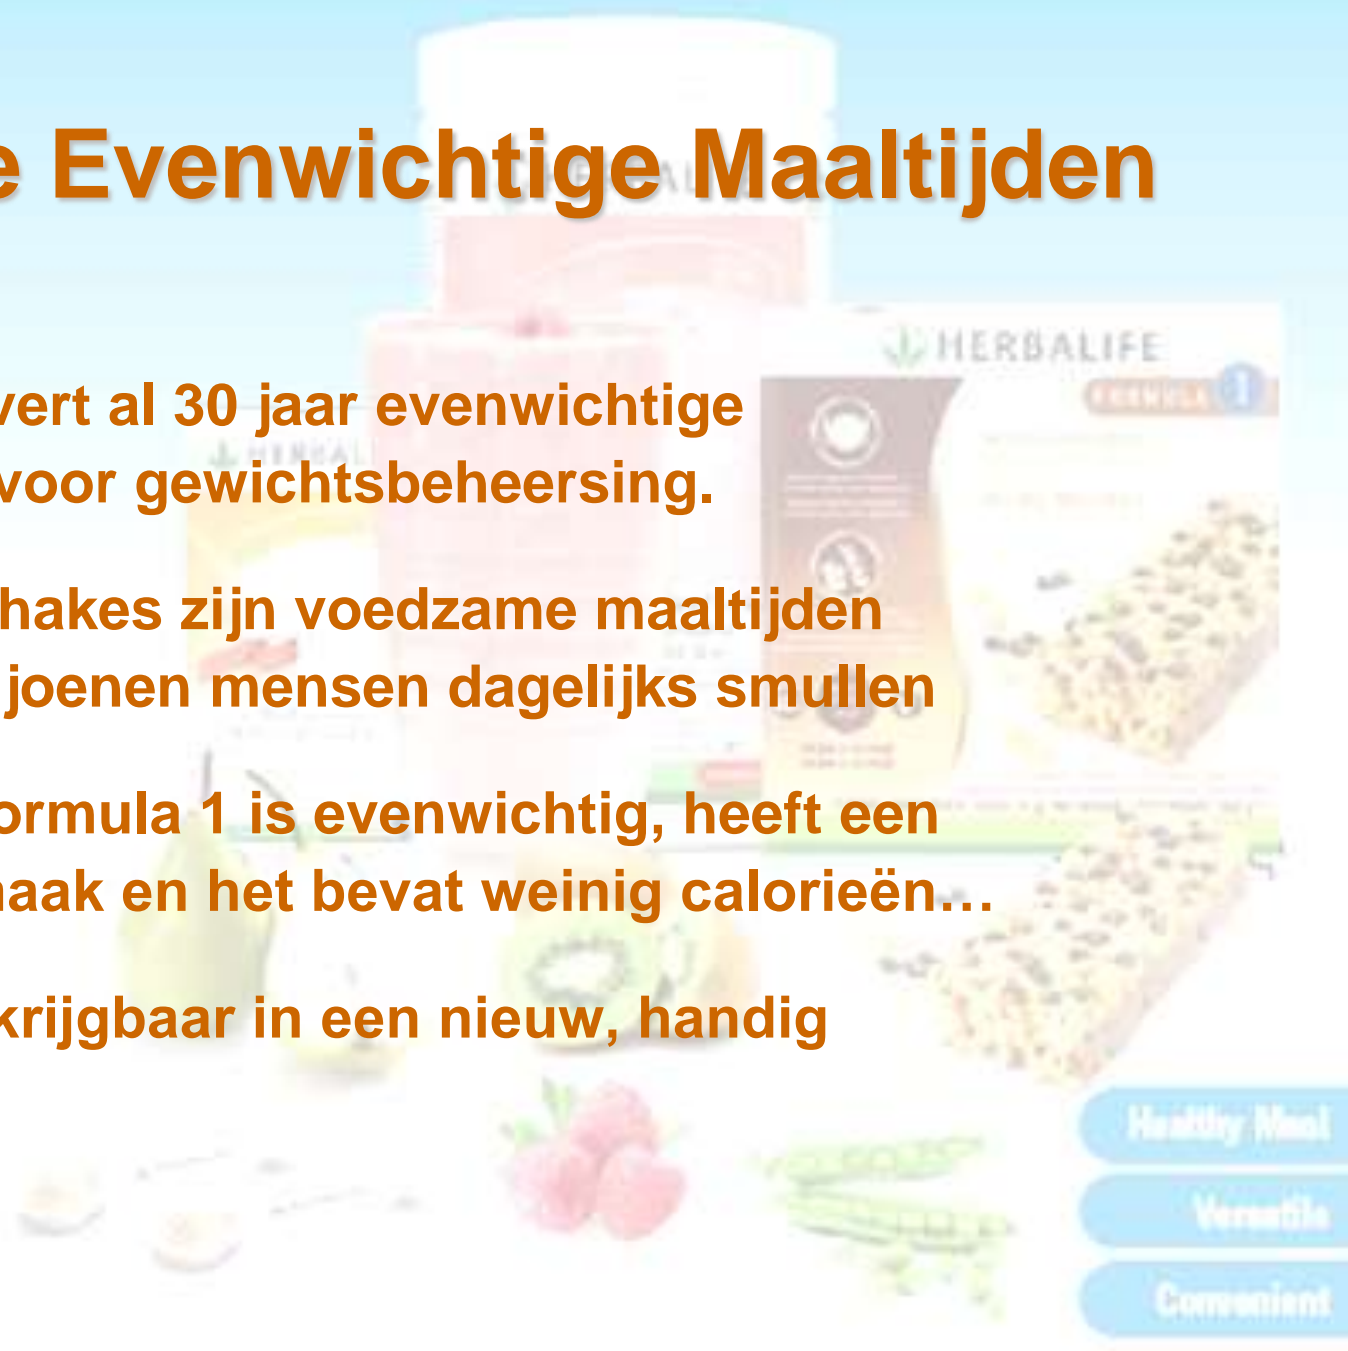 e Evenwichtige Maaltijden
HERBALIFE
FORMULA 1
vert al 30 jaar evenwichtige
voor gewichtsbeheersing.
hakes zijn voedzame maaltijden
joenen mensen dagelijks smullen
ormula 1 is evenwichtig, heeft een
naak en het bevat weinig calorieën…
krijgbaar in een nieuw, handig
Healthy Meal
Versatile
Convenient